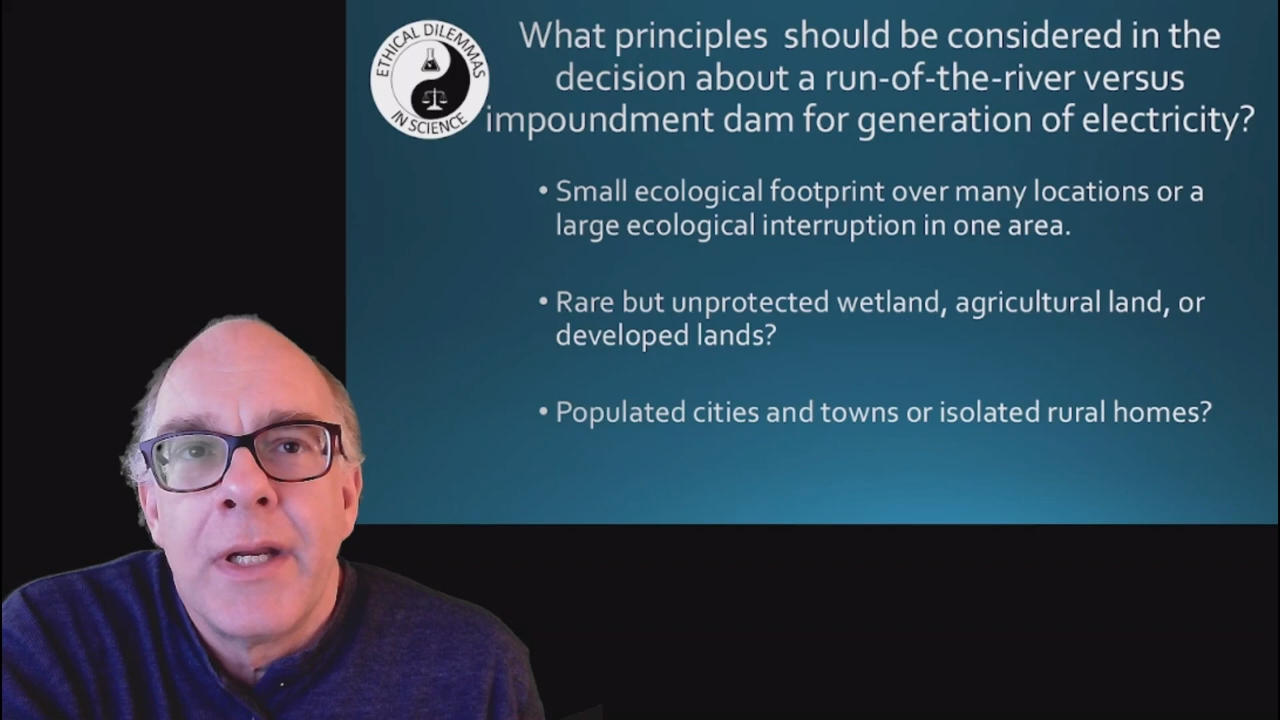 ETHICAL DILEMMAS
IN SCIENCE
What principles should be considered in the
decision about a run-of-the-river versus
impoundment dam for generation of electricity?
• Small ecological footprint over many locations or a
large ecological interruption in one area.
• Rare but unprotected wetland, agricultural land, or
developed lands?
• Populated cities and towns or isolated rural homes?